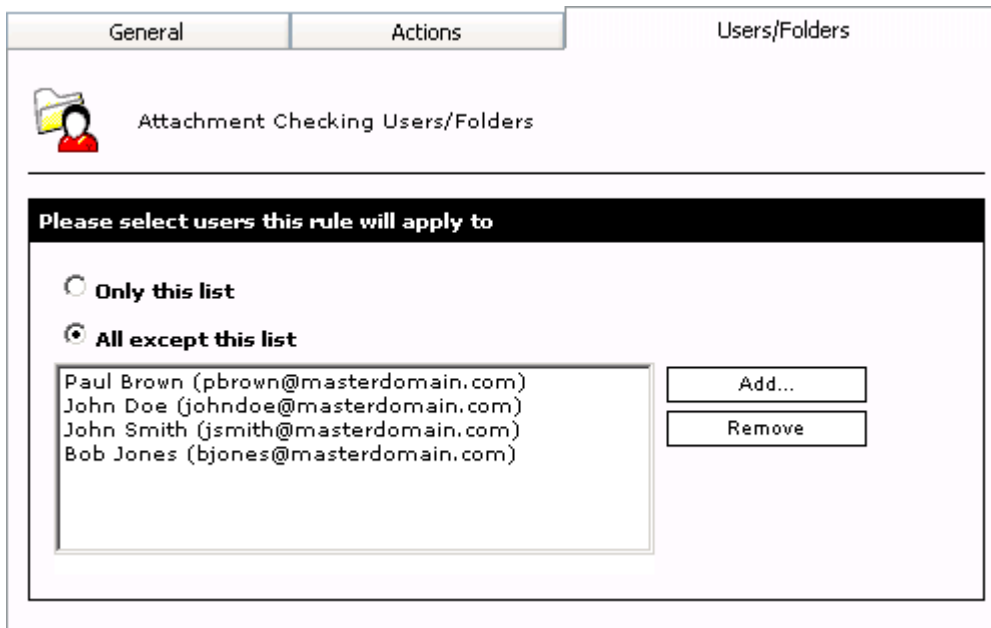 General Actions Users/Folders
Attachment Checking Users/Folders
Please select users this rule will apply to
Only this list
All except this list
Paul Brown (pbrown@masterdomain.com)
John Doe (johndoe@masterdomain.com)
John Smith (jsmith@masterdomain.com)
Bob Jones (bjones@masterdomain.com)
Add...
Remove